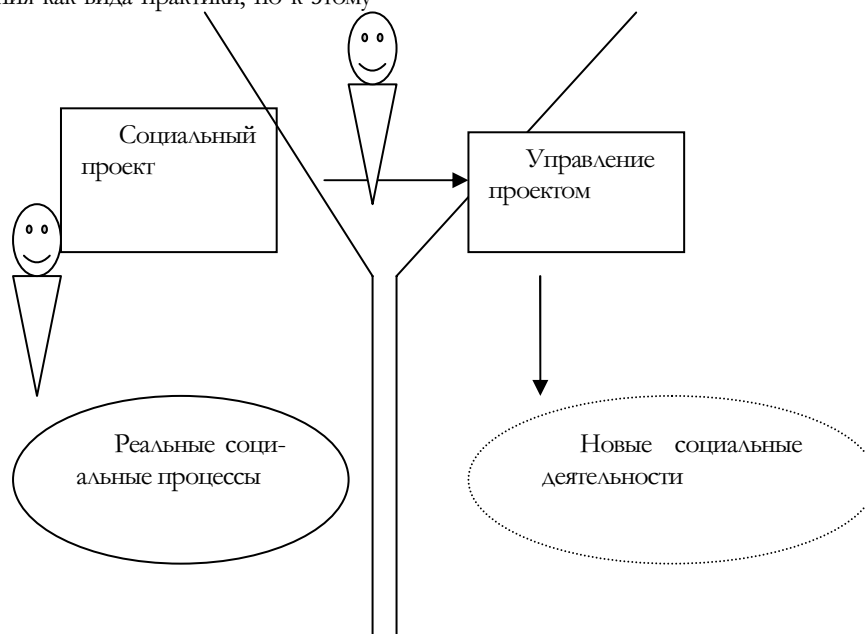 ния как вида практики, но к этому
Социальный
проект
Управление
проектом
Реальные соци-
альные процессы
Новые социальные
деятельности